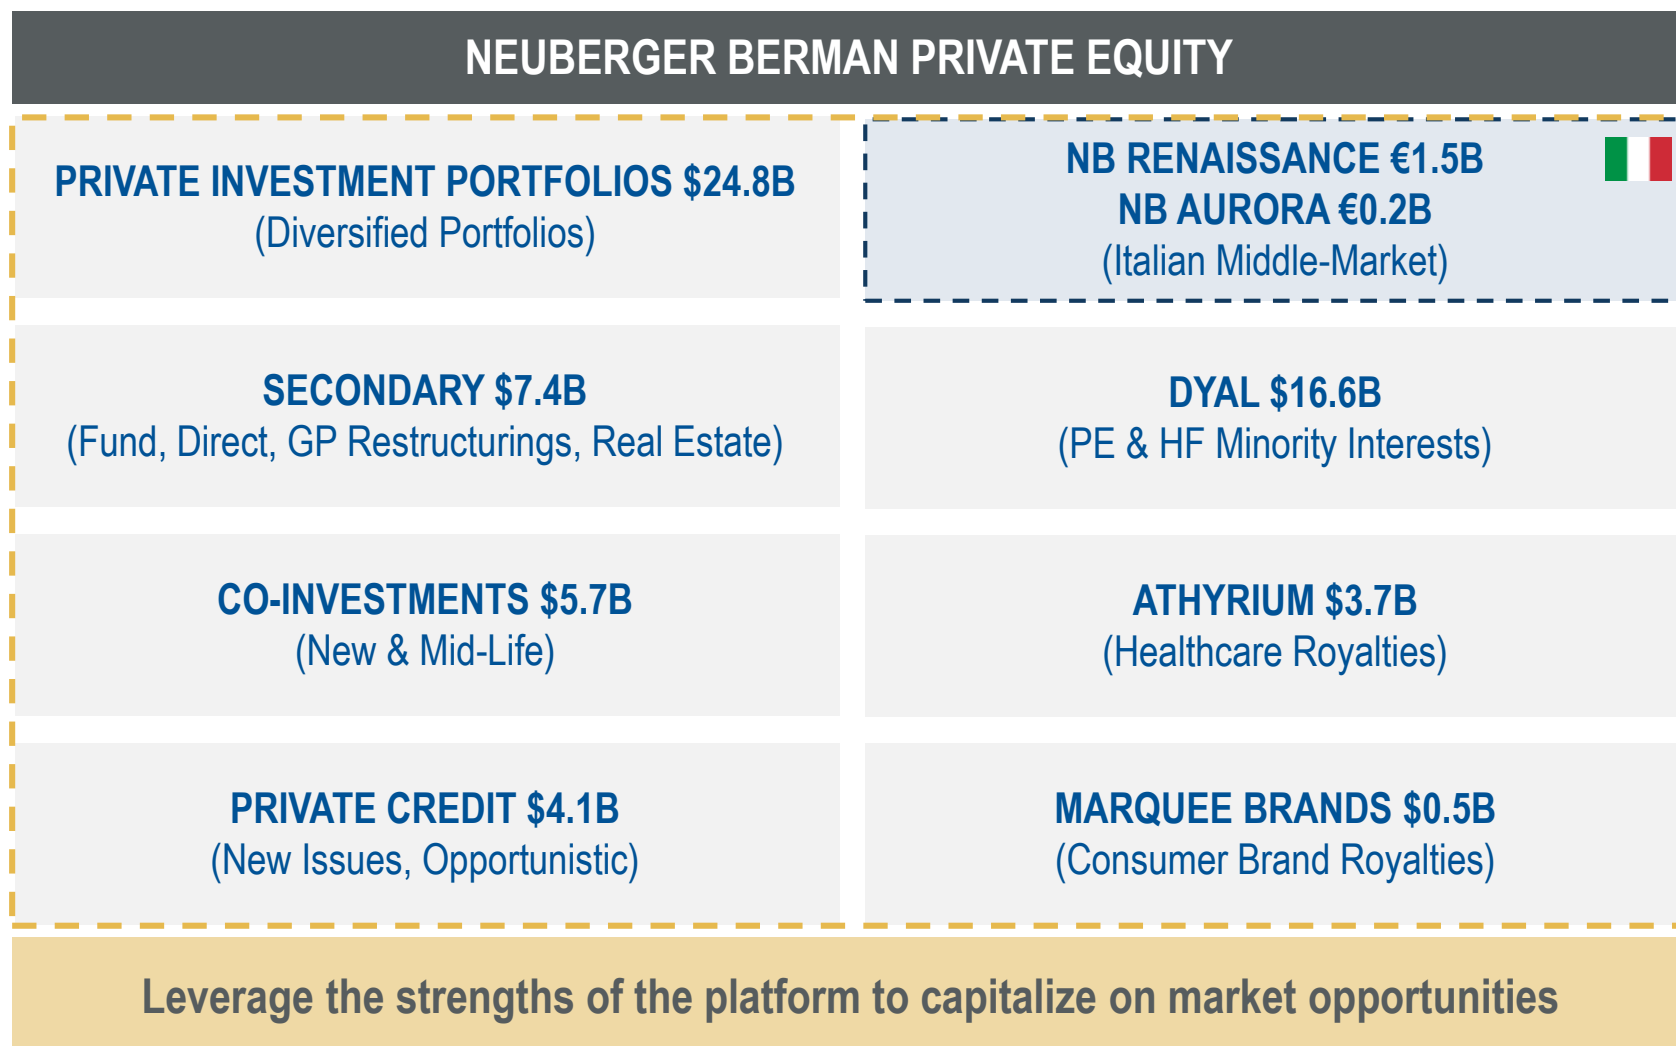 NEUBERGER BERMAN PRIVATE EQUITY
PRIVATE INVESTMENT PORTFOLIOS $24.8B
(Diversified Portfolios)
NB RENAISSANCE €1.5B
NB AURORA €0.2B
(Italian Middle-Market)
SECONDARY $7.4B
(Fund, Direct, GP Restructurings, Real Estate)
DYAL $16.6B
(PE & HF Minority Interests)
CO-INVESTMENTS $5.7B
(New & Mid-Life)
ATHYRIUM $3.7B
(Healthcare Royalties)
PRIVATE CREDIT $4.1B
(New Issues, Opportunistic)
MARQUEE BRANDS $0.5B
(Consumer Brand Royalties)
Leverage the strengths of the platform to capitalize on market opportunities